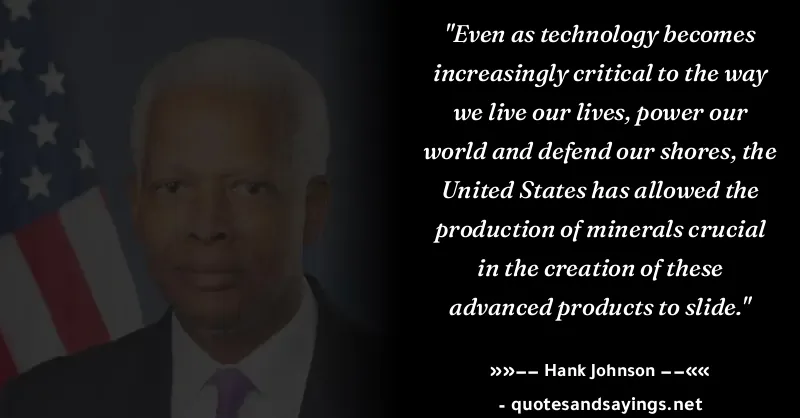 "Even as technology becomes
increasingly critical to the way
we live our lives, power our
world and defend our shores, the
United States has allowed the
production of minerals crucial
in the creation of these
advanced products to slide."
»»−− Hank Johnson −−««
- quotesandsayings.net